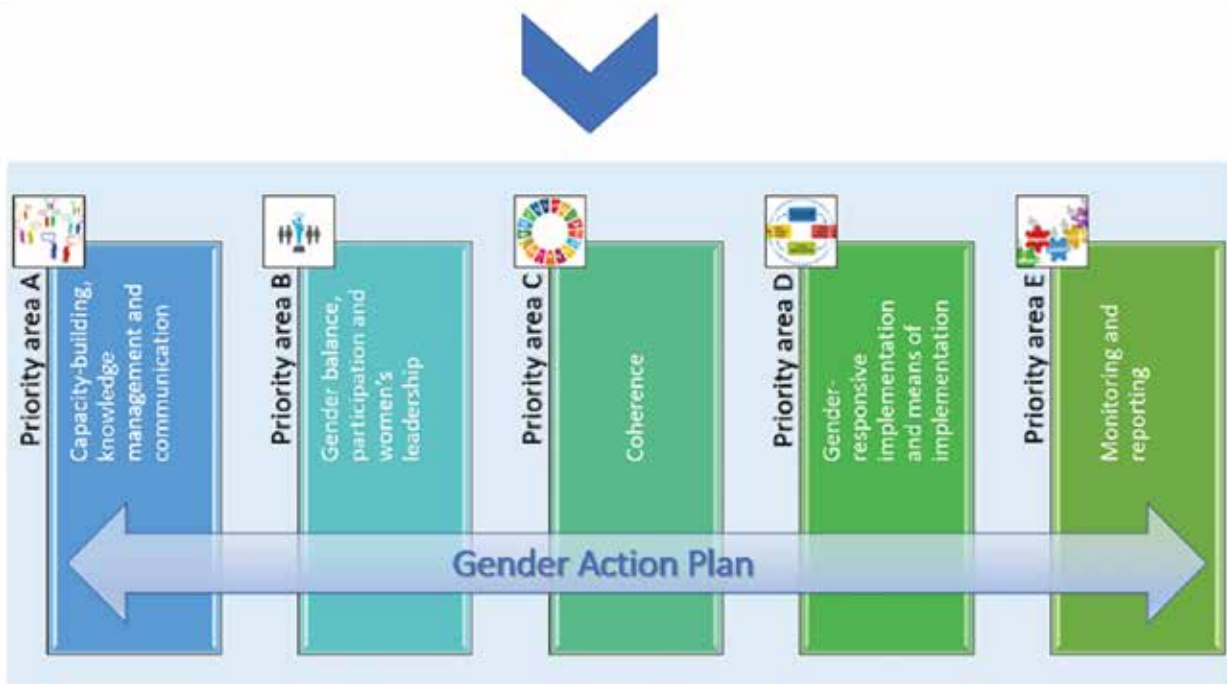 Priority area A
Capacity-building,
knowledge
management and
communication
Priority area B
Gender balance,
participation and
women's
leadership
Priority area C
Coherence
Priority area D
Gender-
responsive
implementation
and means of
implementation
Priority area E
Monitoring and
reporting
Gender Action Plan